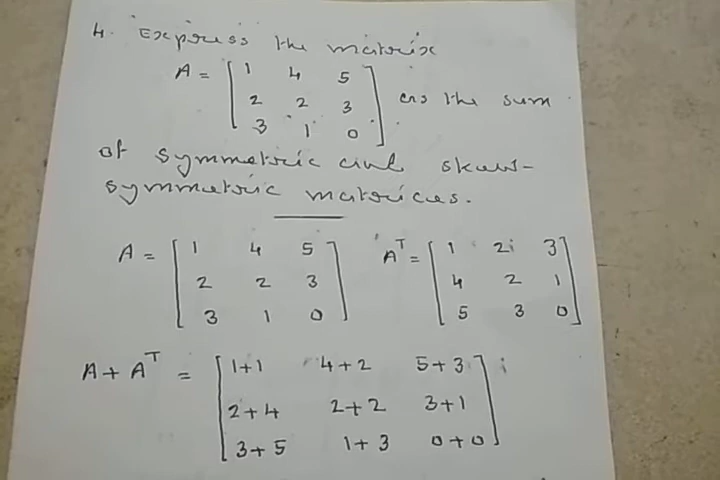 4. Express the matrix
A = [ 1 4 5
2 2 3
3 1 0 ] as the sum
of symmetric and skew-
symmetric matrices.
A = [ 1 4 5
2 2 3
3 1 0 ]
A^T = [ 1 2 3
4 2 1
5 3 0 ]
A + A^T = [ 1+1 4+2 5+3
2+4 2+2 3+1
3+5 1+3 0+0 ]